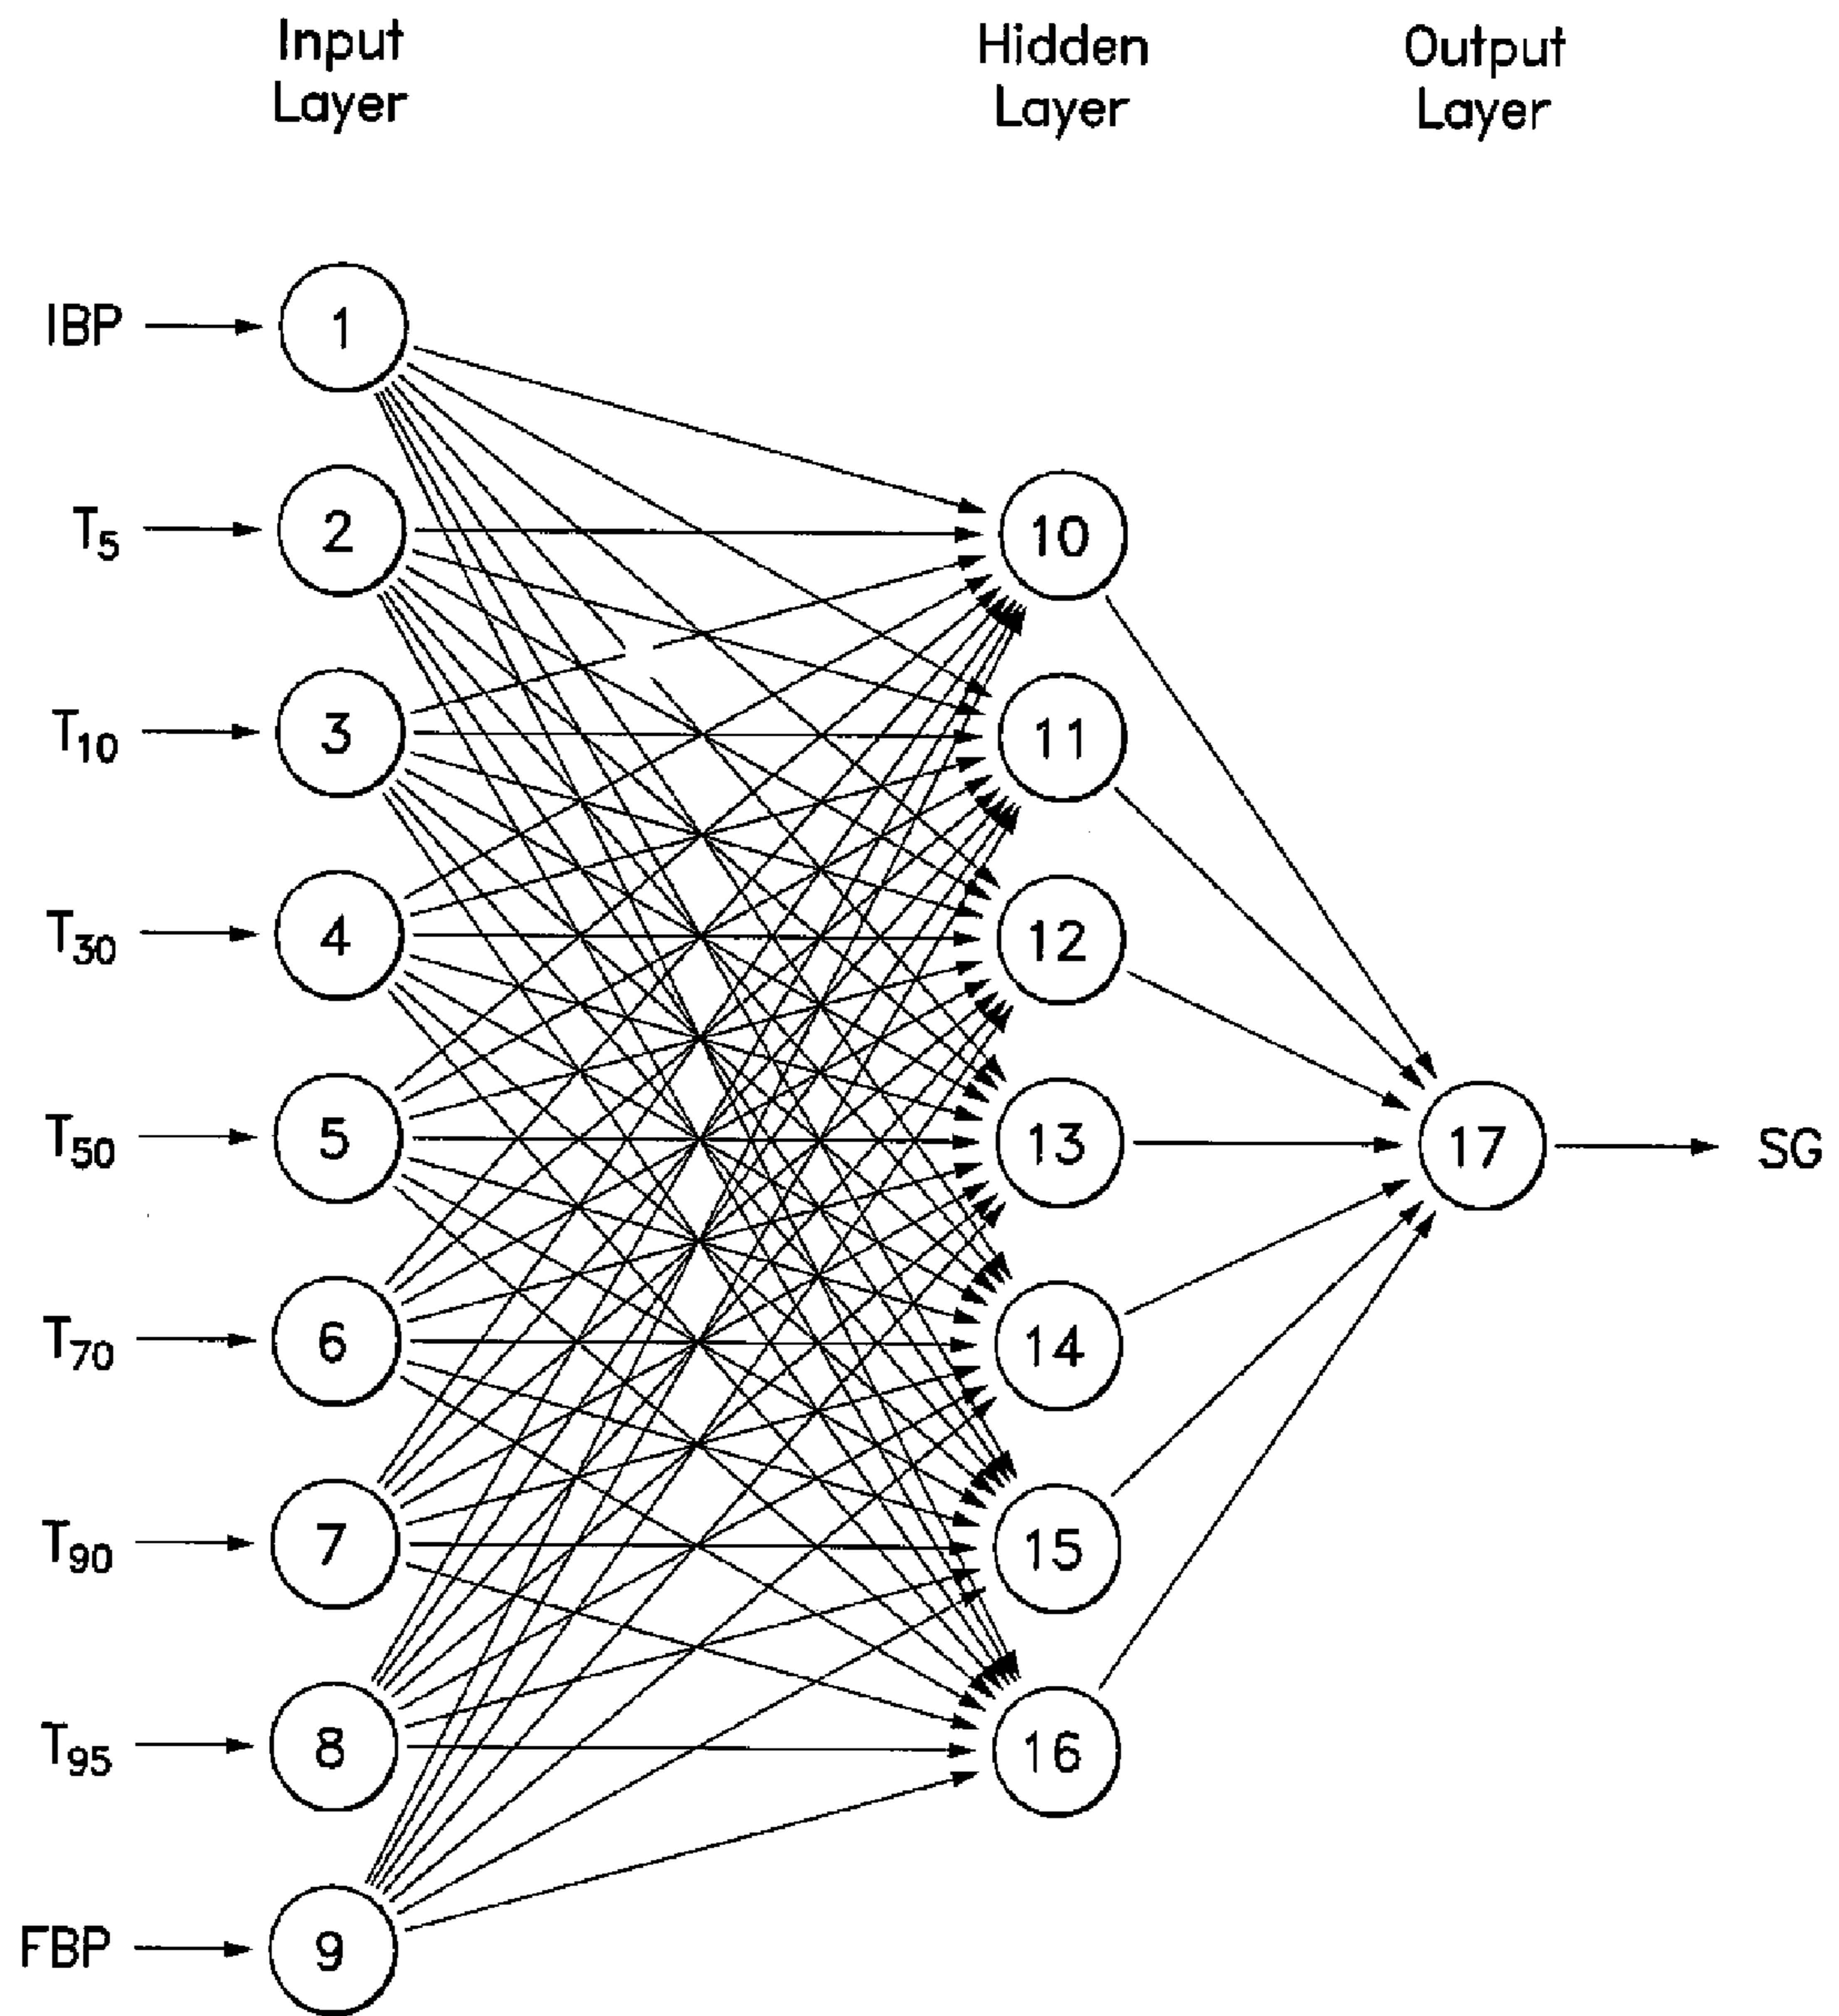 Input
Layer
Hidden
Layer
Output
Layer
IBP
1
T5
2
10
T10
3
11
T30
4
12
T50
5
13
17
SG
T70
6
14
T90
7
15
T95
8
16
FBP
9